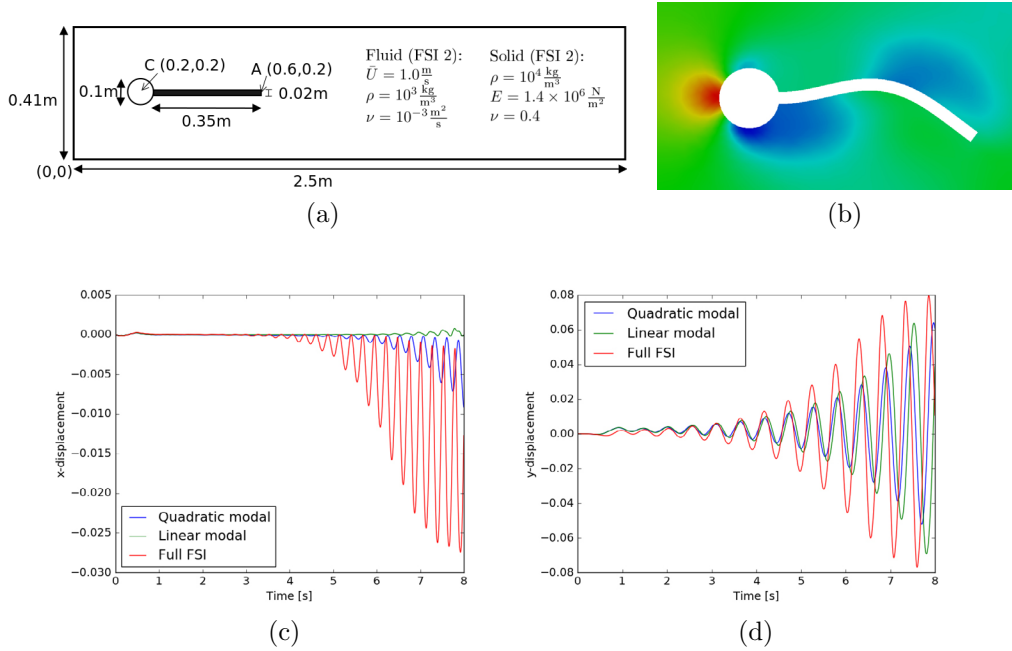 C (0.2,0.2)
A (0.6,0.2)
0.1m
0.02m
0.35m
0.41m
(0,0)
2.5m
Fluid (FSI 2):
Ū = 1.0 m/s
ρ = 10³ kg/m³
ν = 10⁻³ m²/s
Solid (FSI 2):
ρ = 10⁴ kg/m³
E = 1.4 × 10⁶ N/m²
ν = 0.4
(a)
(b)
0.005
0.000
−0.005
−0.010
−0.015
−0.020
−0.025
−0.030
x-displacement
Quadratic modal
Linear modal
Full FSI
0 1 2 3 4 5 6 7 8
Time [s]
(c)
0.08
0.06
0.04
0.02
0.00
−0.02
−0.04
−0.06
−0.08
y-displacement
Quadratic modal
Linear modal
Full FSI
0 1 2 3 4 5 6 7 8
Time [s]
(d)